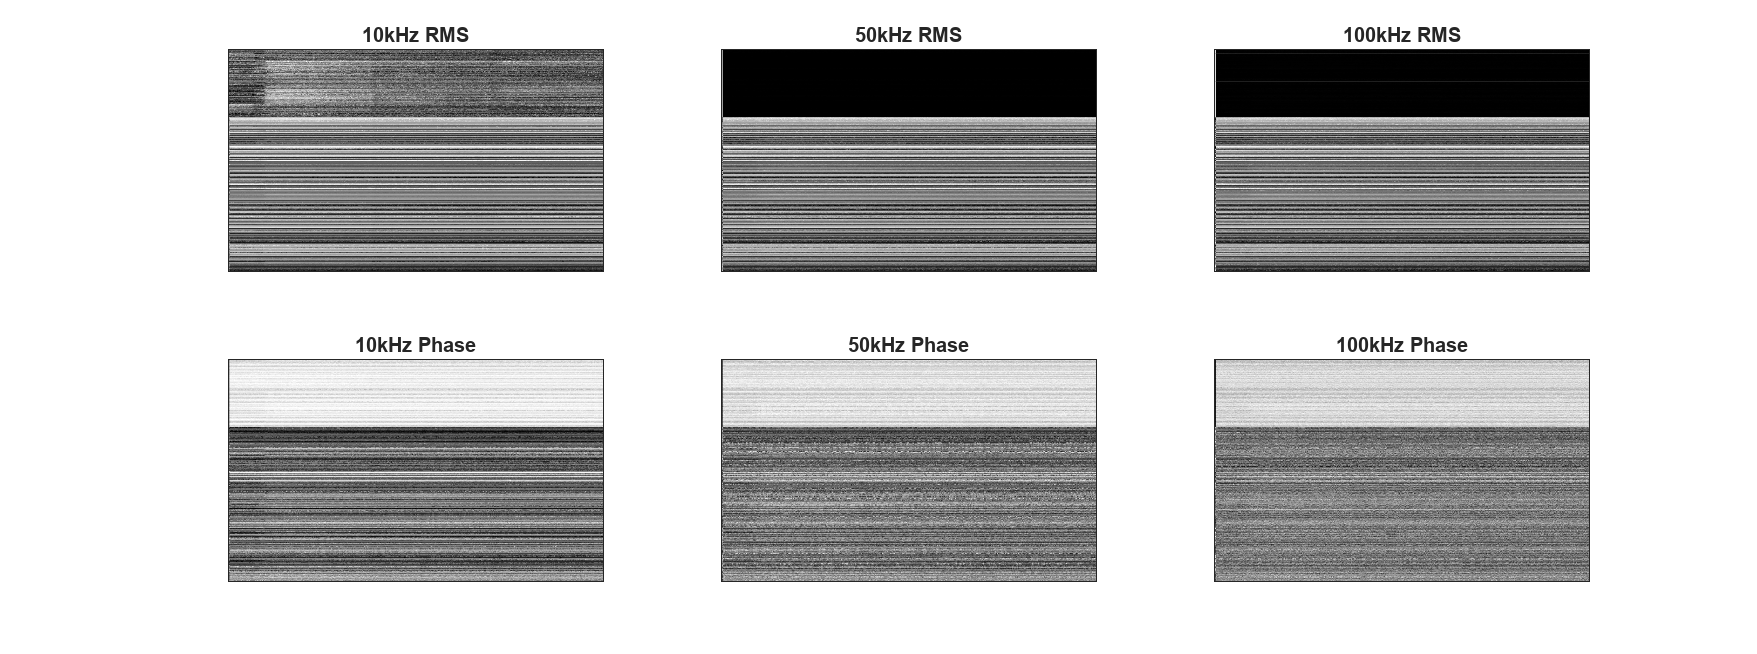 10kHz RMS
50kHz RMS
100kHz RMS
10kHz Phase
50kHz Phase
100kHz Phase